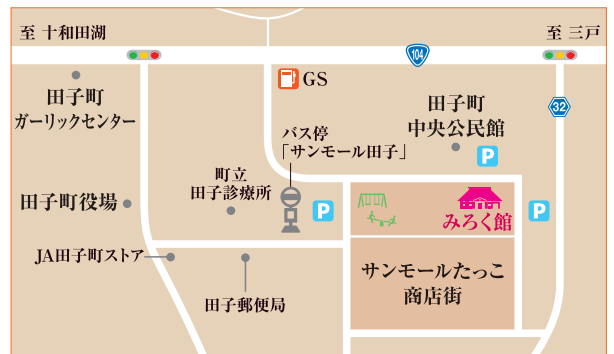 至 十和田湖
至 三戸
104
GS
田子町
ガーリックセンター
田子町
中央公民館
32
バス停
「サンモール田子」
P
町立
田子診療所
田子町役場
P
みろく館
P
JA田子町ストア
サンモールたっこ
商店街
田子郵便局